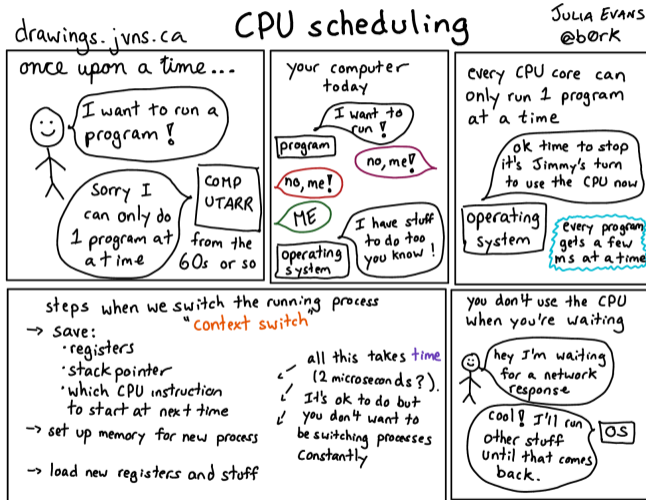 drawings.jvns.ca
CPU scheduling
JULIA EVANS
@b0rk
once upon a time...
I want to run a
program!
Sorry I
can only do
1 program at
a time
COMP
UTARR
from the
60s or so
your computer
today
I want to
run!
program
no, me!
no, me!
ME
I have stuff
to do too
you know!
operating
system
every CPU core can
only run 1 program
at a time
ok time to stop
it's Jimmy's turn
to use the CPU now
operating
system
every program
gets a few
ms at a time
steps when we switch the running process
"context switch"
→ save:
· registers
· stack pointer
· which CPU instruction
to start at next time
→ set up memory for new process
→ load new registers and stuff
all this takes time
(2 microseconds?).
It's ok to do but
you don't want to
be switching processes
constantly
you don't use the CPU
when you're waiting
hey I'm waiting
for a network
response
cool! I'll run
other stuff
until that comes
back.
OS